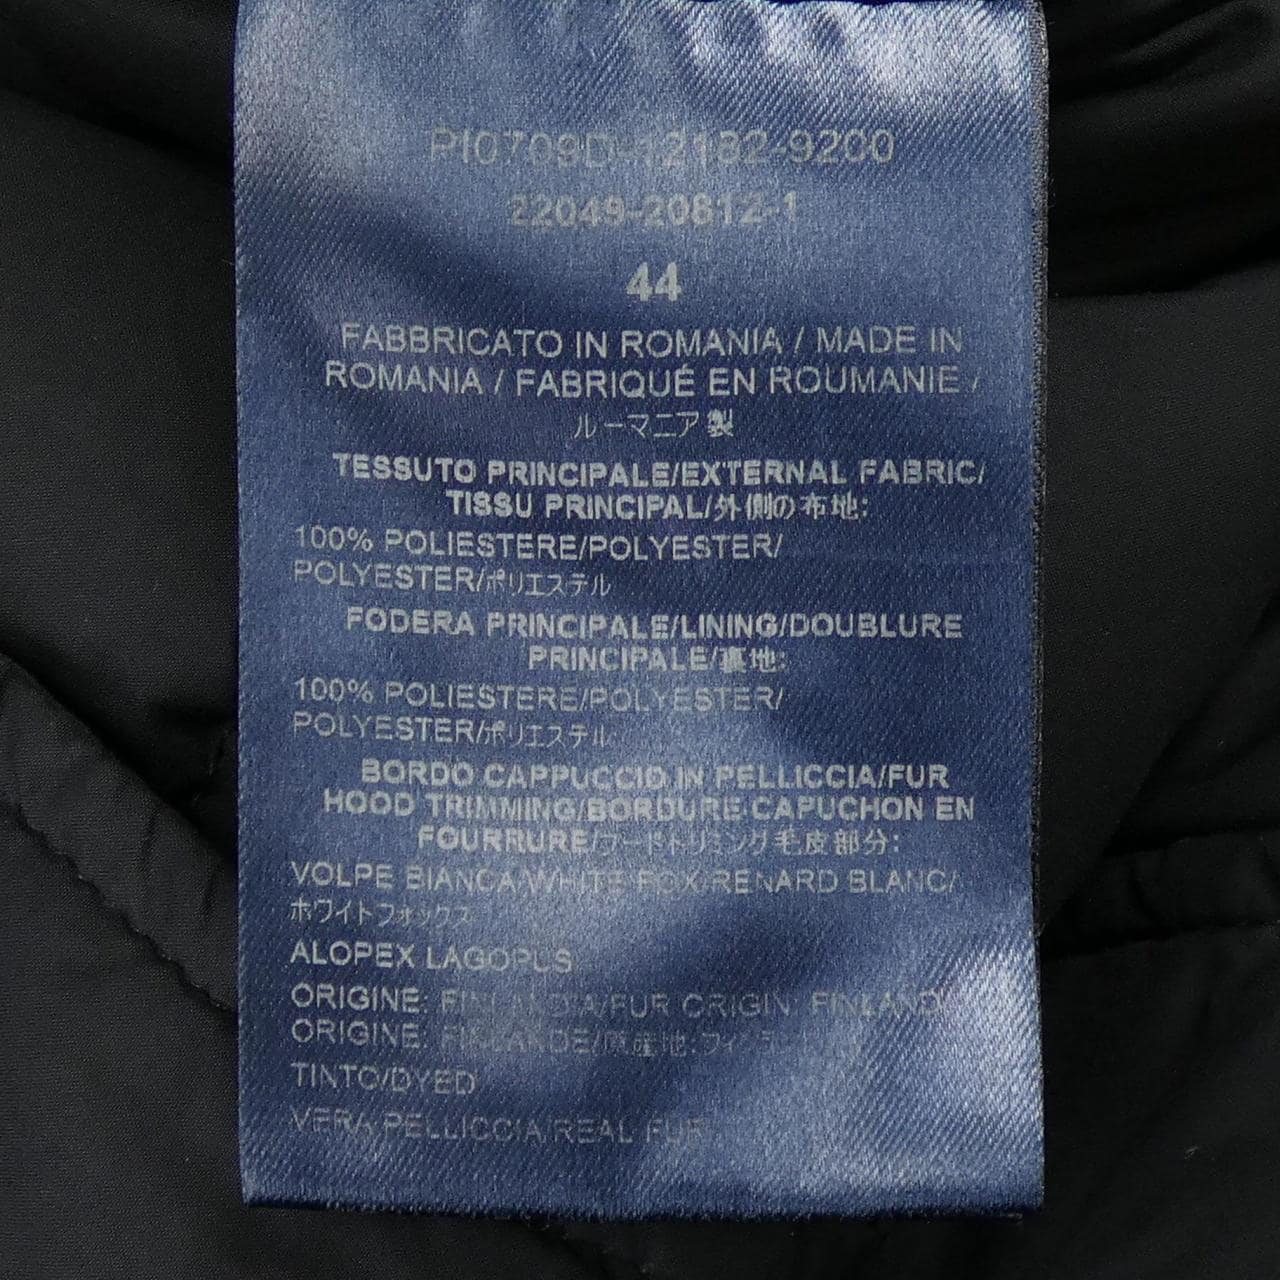 PI0709D-12182-9200
22049-20812-1
44
FABBRICATO IN ROMANIA / MADE IN
ROMANIA / FABRIQUÉ EN ROUMANIE /
ルーマニア製
TESSUTO PRINCIPALE/EXTERNAL FABRIC/
TISSU PRINCIPAL/外側の布地:
100% POLIESTERE/POLYESTER/
POLYESTER/ポリエステル
FODERA PRINCIPALE/LINING/DOUBLURE
PRINCIPALE/裏地:
100% POLIESTERE/POLYESTER/
POLYESTER/ポリエステル
BORDO CAPPUCCIO IN PELLICCIA/FUR
HOOD TRIMMING/BORDURE CAPUCHON EN
FOURRURE/フードトリミング毛皮部分:
VOLPE BIANCA/WHITE FOX/RENARD BLANC/
ホワイトフォックス
ALOPEX LAGOPUS
ORIGINE: FINLANDIA/FUR ORIGIN: FINLAND
ORIGINE: FINLANDE/原産地:
TINTO/DYED
VERA PELLICCIA/REAL FUR